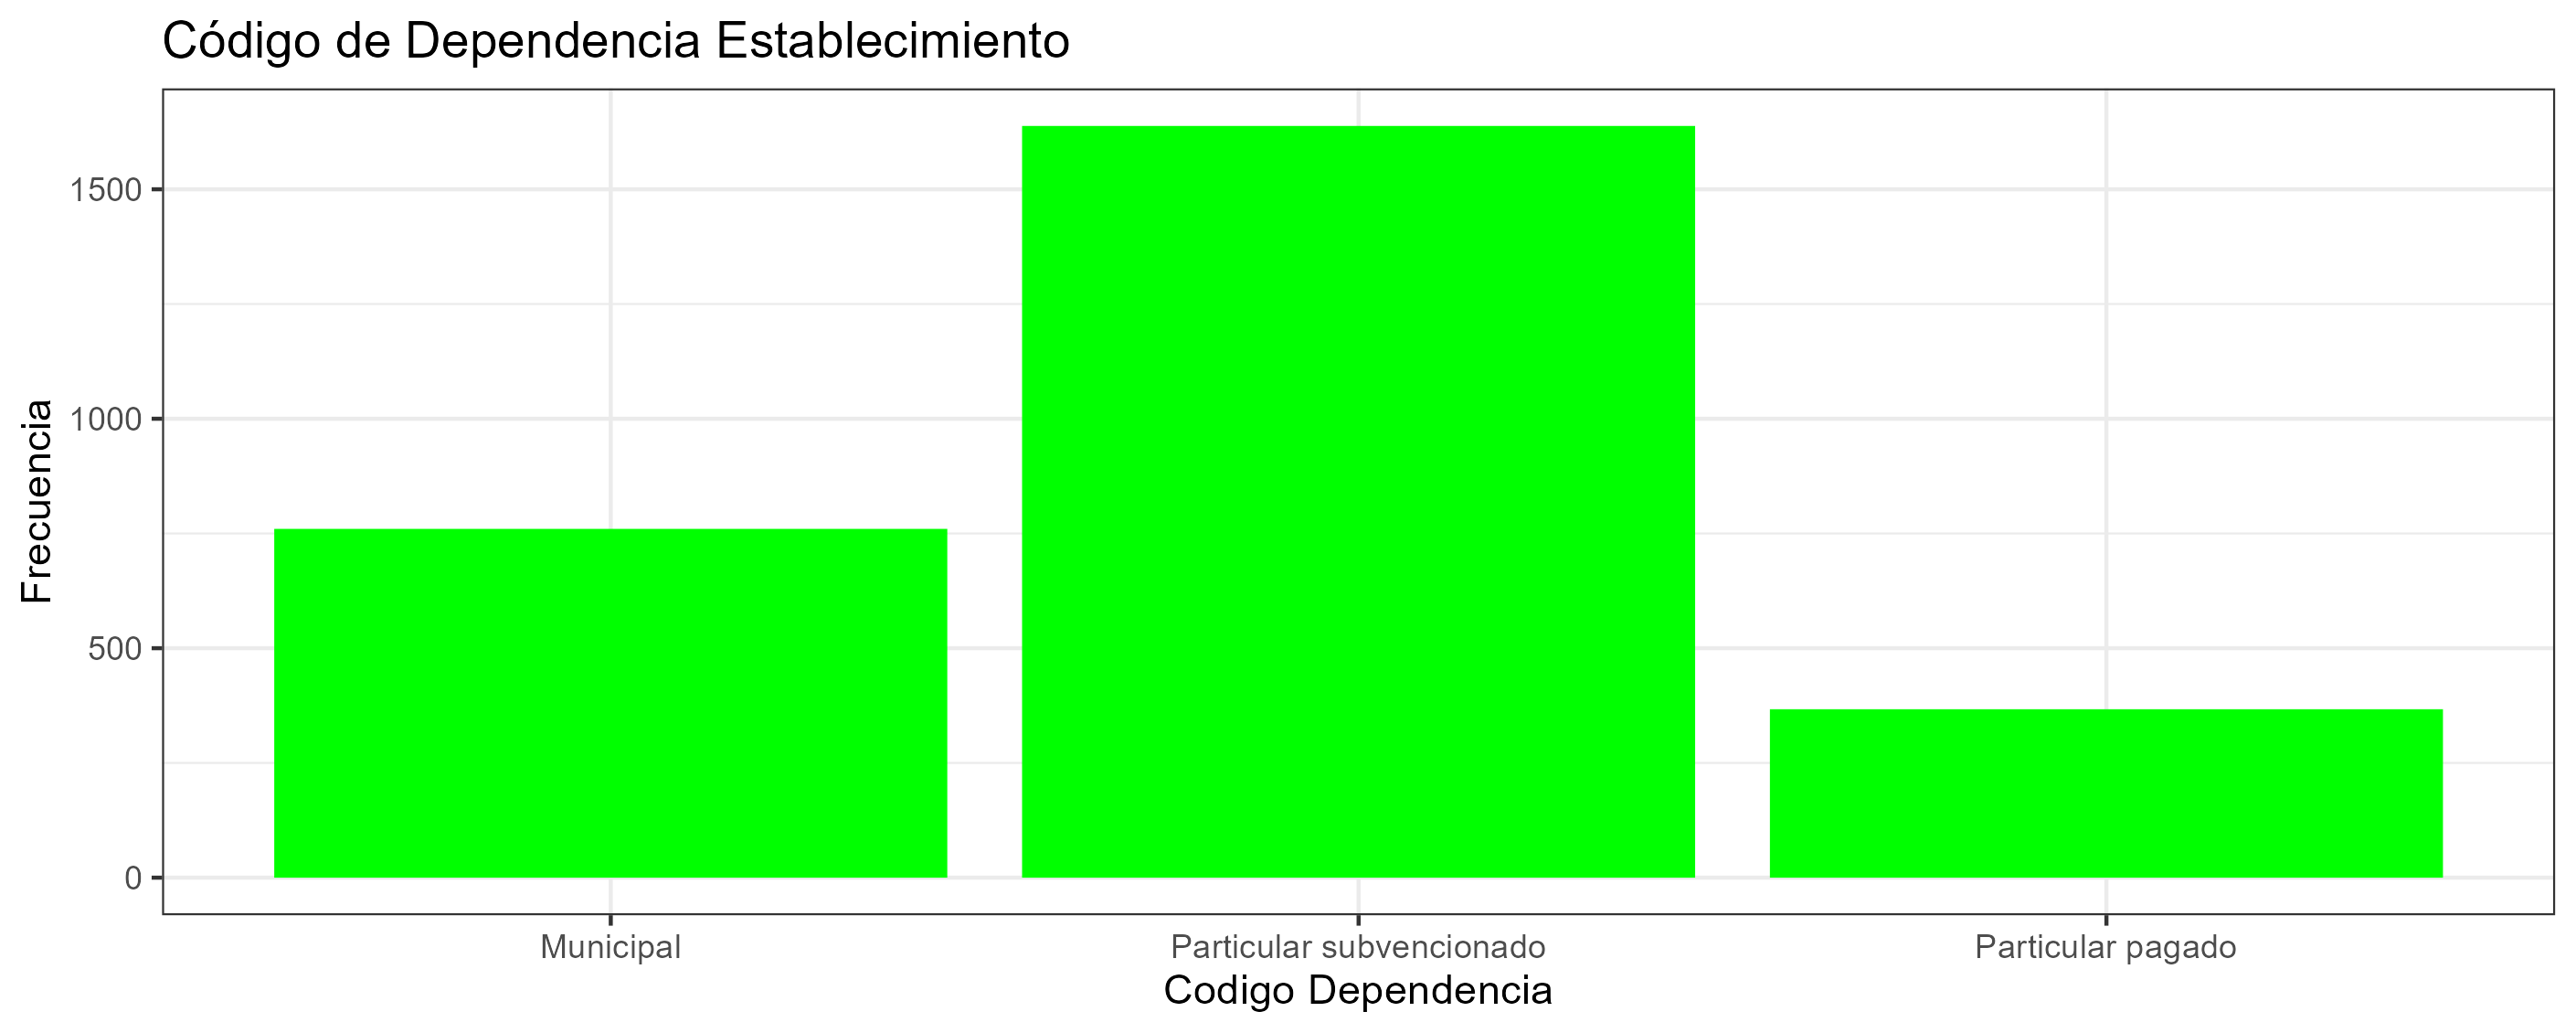 Código de Dependencia Establecimiento
Frecuencia
1500
1000
500
0
Municipal
Particular subvencionado
Particular pagado
Codigo Dependencia